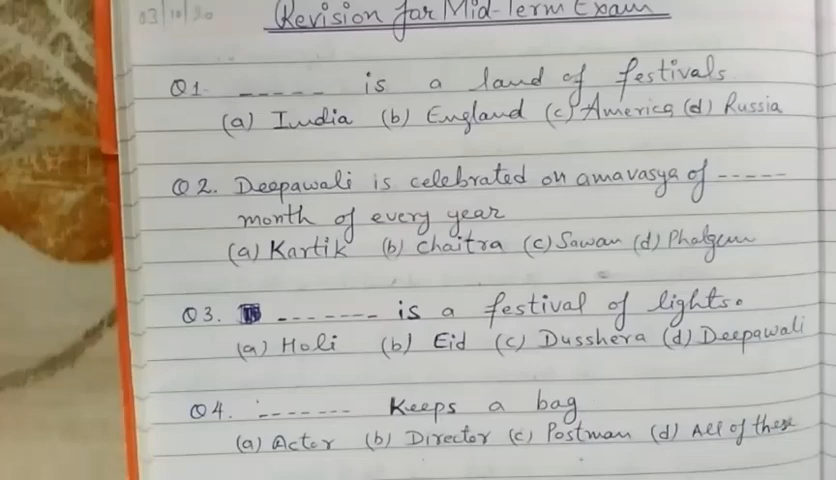 03/10/20
Revision for Mid-Term Exam
Q1. ----- is a land of festivals.
(a) India (b) England (c) America (d) Russia
Q2. Deepawali is celebrated on amavasya of -----
month of every year
(a) Kartik (b) Chaitra (c) Sawan (d) Phalgun
Q3. ------- is a festival of lights.
(a) Holi (b) Eid (c) Dusshera (d) Deepawali
Q4. ------- Keeps a bag
(a) Actor (b) Director (c) Postman (d) All of these